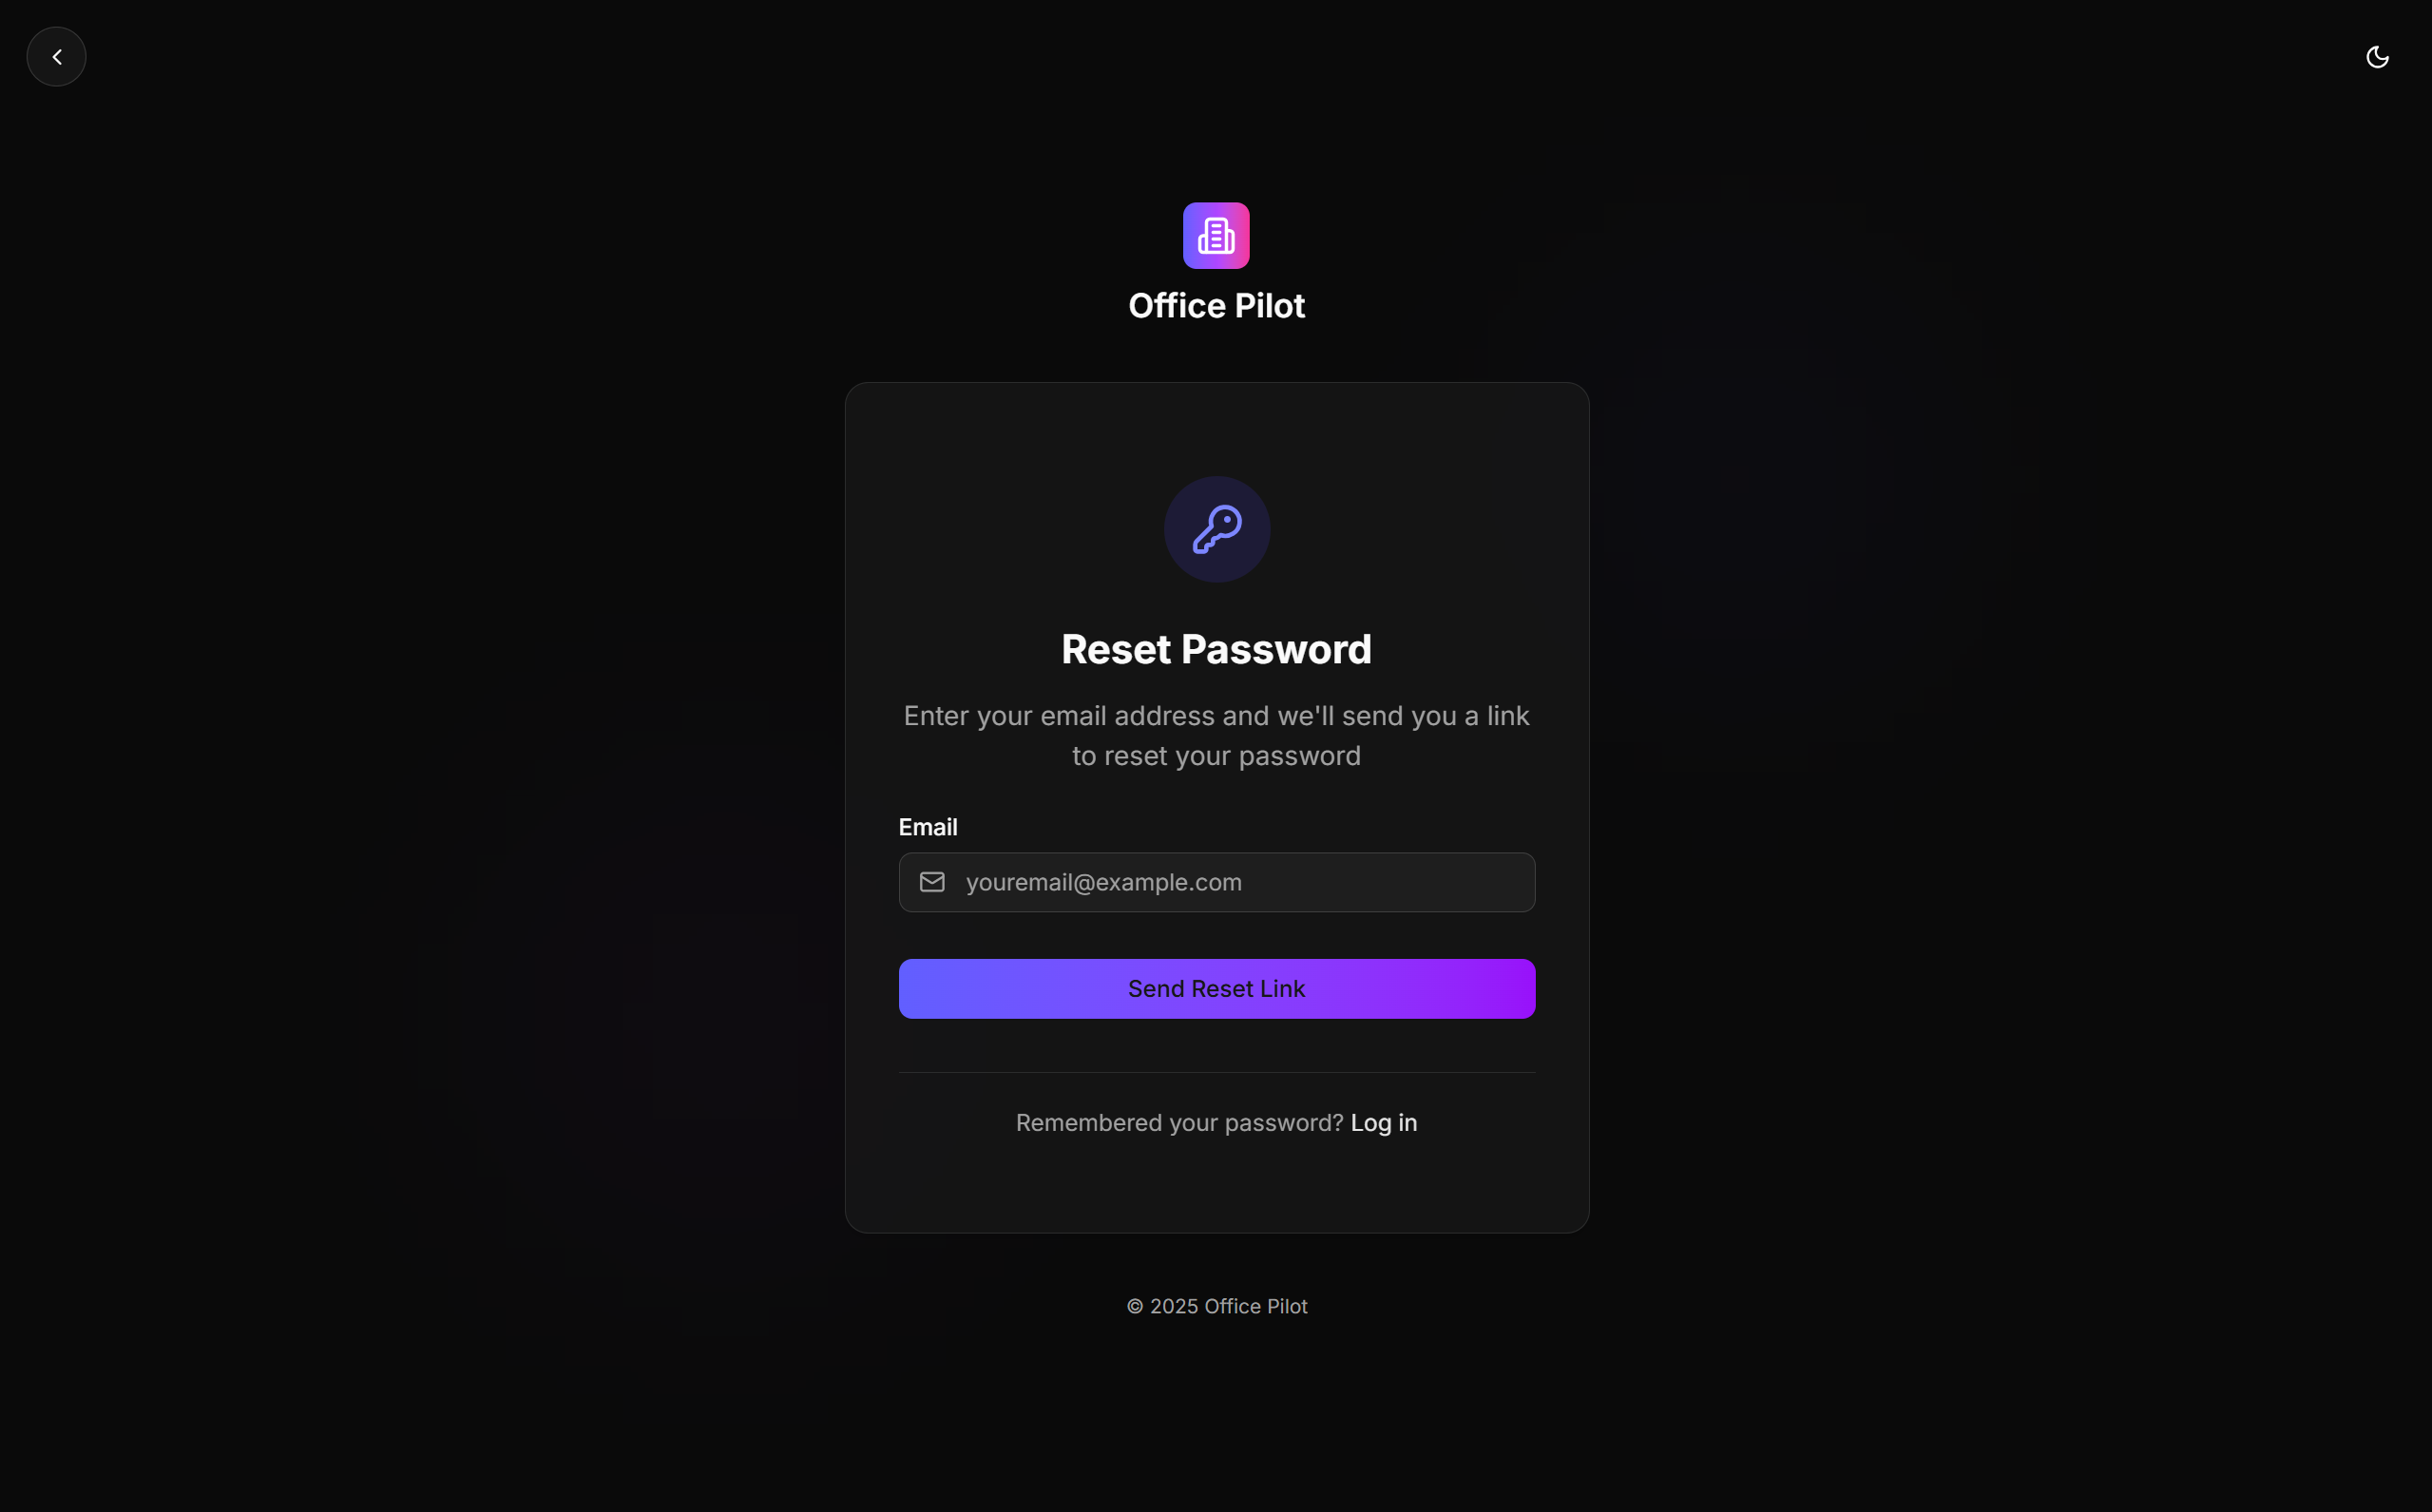 Office Pilot
Reset Password
Enter your email address and we'll send you a link
to reset your password
Email
youremail@example.com
Send Reset Link
Remembered your password? Log in
© 2025 Office Pilot